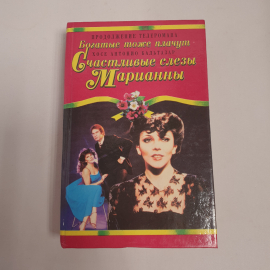 ПРОДОЛЖЕНИЕ ТЕЛЕРОМАНА
Богатые тоже плачут
Счастливые слезы
Марианны